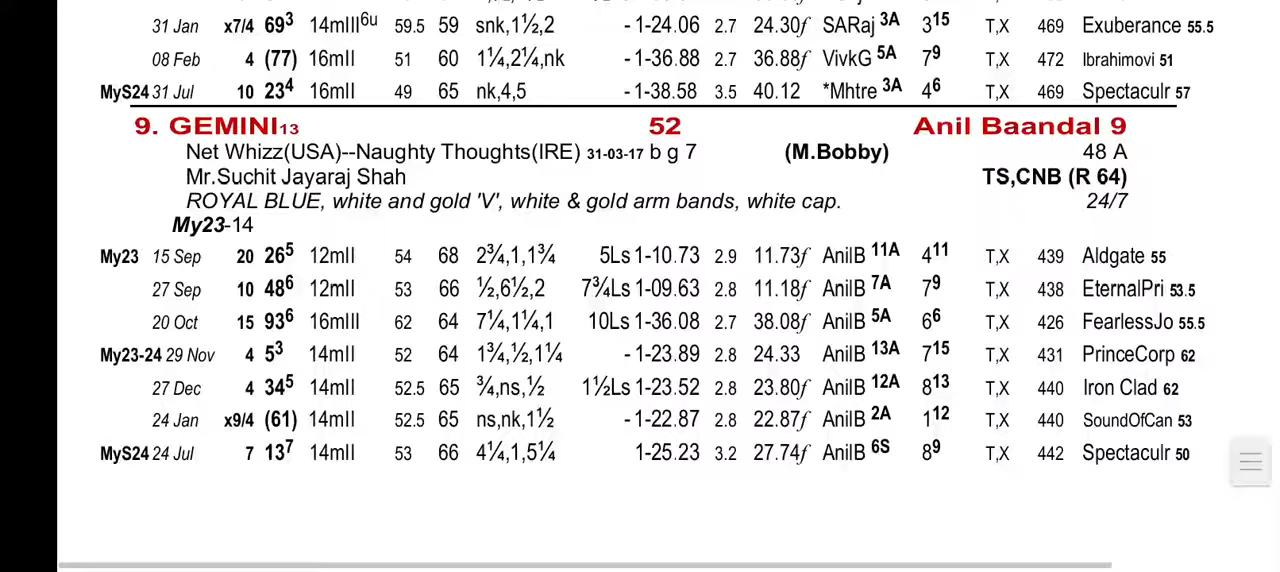 31 Jan x7/4 69³ 14mIII⁶ᵘ 59.5 59 snk,1½,2 - 1-24.06 2.7 24.30f SARaj 3A 3¹⁵ T,X 469 Exuberance 55.5
08 Feb 4 (77) 16mII 51 60 1¼,2¼,nk - 1-36.88 2.7 36.88f VivkG 5A 7⁹ T,X 472 Ibrahimovi 51
MyS24 31 Jul 10 23⁴ 16mII 49 65 nk,4,5 - 1-38.58 3.5 40.12 *Mhtre 3A 4⁶ T,X 469 Spectaculr 57
9. GEMINI₁₃ 52 Anil Baandal 9
Net Whizz(USA)--Naughty Thoughts(IRE) 31-03-17 b g 7 (M.Bobby) 48 A
Mr.Suchit Jayaraj Shah TS,CNB (R 64)
ROYAL BLUE, white and gold 'V', white & gold arm bands, white cap. 24/7
My23-14
My23 15 Sep 20 26⁵ 12mII 54 68 2¾,1,1¾ 5Ls 1-10.73 2.9 11.73f AnilB 11A 4¹¹ T,X 439 Aldgate 55
27 Sep 10 48⁶ 12mII 53 66 ½,6½,2 7¾Ls 1-09.63 2.8 11.18f AnilB 7A 7⁹ T,X 438 EternalPri 53.5
20 Oct 15 93⁶ 16mIII 62 64 7¼,1¼,1 10Ls 1-36.08 2.7 38.08f AnilB 5A 6⁶ T,X 426 FearlessJo 55.5
My23-24 29 Nov 4 5³ 14mII 52 64 1¾,½,1¼ - 1-23.89 2.8 24.33 AnilB 13A 7¹⁵ T,X 431 PrinceCorp 62
27 Dec 4 34⁵ 14mII 52.5 65 ¾,ns,½ 1½Ls 1-23.52 2.8 23.80f AnilB 12A 8¹³ T,X 440 Iron Clad 62
24 Jan x9/4 (61) 14mII 52.5 65 ns,nk,1½ - 1-22.87 2.8 22.87f AnilB 2A 1¹² T,X 440 SoundOfCan 53
MyS24 24 Jul 7 13⁷ 14mII 53 66 4¼,1,5¼ 1-25.23 3.2 27.74f AnilB 6S 8⁹ T,X 442 Spectaculr 50